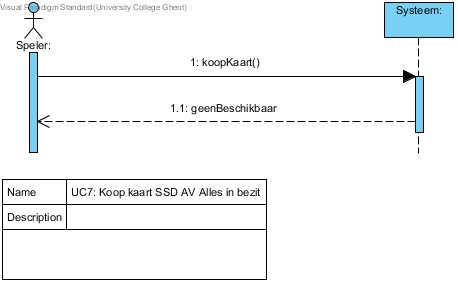 Visual Paradigm Standard(University College Ghent)
Systeem:
Speler:
1: koopKaart()
1.1: geenBeschikbaar
Name UC7: Koop kaart SSD AV Alles in bezit
Description